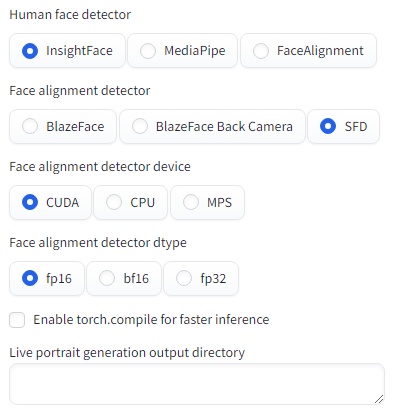 Human face detector
InsightFace MediaPipe FaceAlignment
Face alignment detector
BlazeFace BlazeFace Back Camera SFD
Face alignment detector device
CUDA CPU MPS
Face alignment detector dtype
fp16 bf16 fp32
Enable torch.compile for faster inference
Live portrait generation output directory